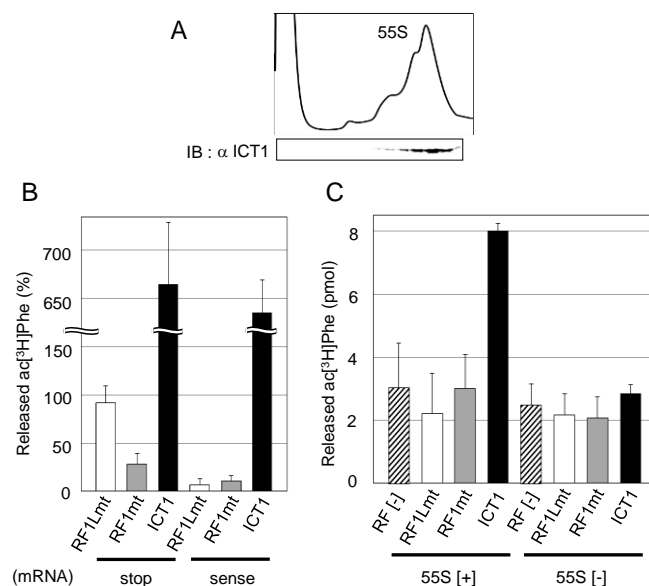 A
55S
IB : α ICT1
B
Released ac[³H]Phe (%)
700
650
150
100
50
0
RF1Lmt
RF1mt
ICT1
RF1Lmt
RF1mt
ICT1
(mRNA)
stop
sense
C
Released ac[³H]Phe (pmol)
8
6
4
2
0
RF [-]
RF1Lmt
RF1mt
ICT1
RF [-]
RF1Lmt
RF1mt
ICT1
55S [+]
55S [-]